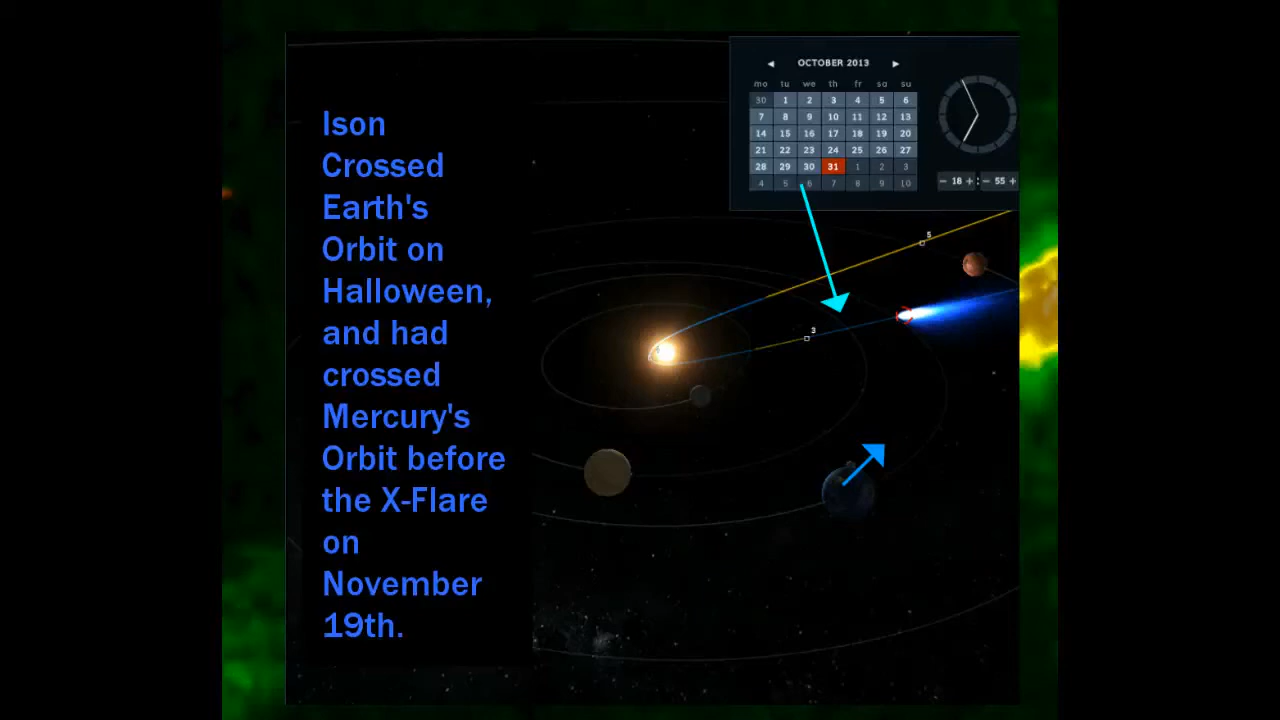 Ison
Crossed
Earth's
Orbit on
Halloween,
and had
crossed
Mercury's
Orbit before
the X-Flare
on
November
19th.
◄ OCTOBER 2013 ►
mo tu we th fr sa su
30 1 2 3 4 5 6
7 8 9 10 11 12 13
14 15 16 17 18 19 20
21 22 23 24 25 26 27
28 29 30 31 1 2 3
4 5 6 7 8 9 10
− 18 + : − 55 +
5
3